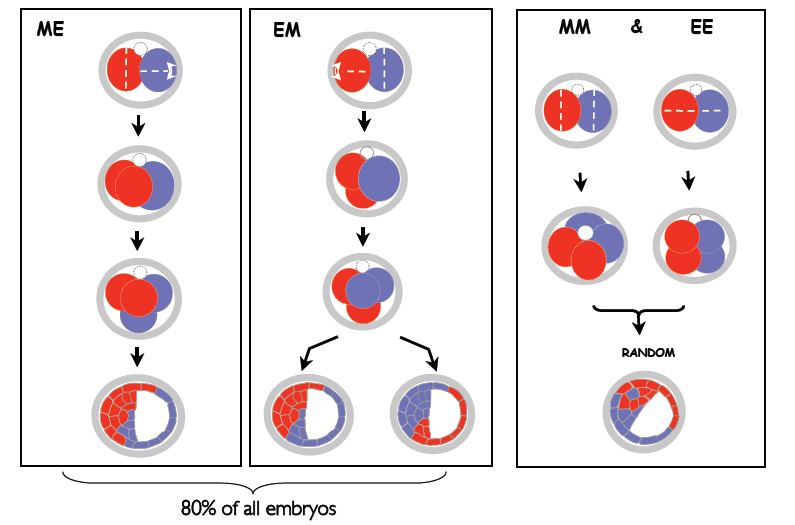 ME
EM
MM & EE
RANDOM
80% of all embryos